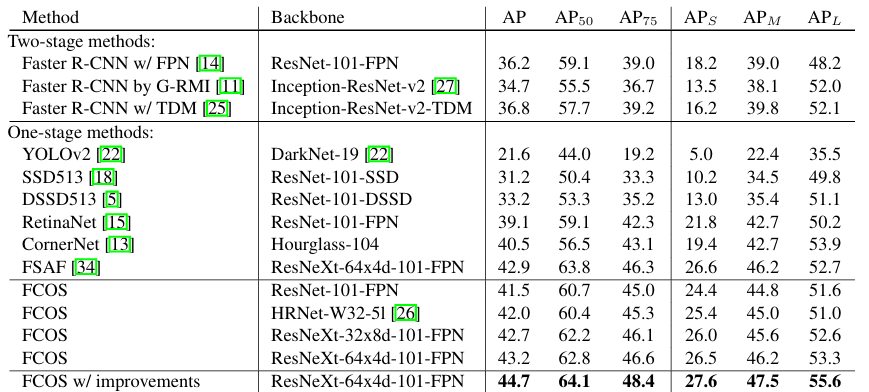 Method Backbone AP AP50 AP75 APS APM APL
Two-stage methods:
Faster R-CNN w/ FPN [14] ResNet-101-FPN 36.2 59.1 39.0 18.2 39.0 48.2
Faster R-CNN by G-RMI [11] Inception-ResNet-v2 [27] 34.7 55.5 36.7 13.5 38.1 52.0
Faster R-CNN w/ TDM [25] Inception-ResNet-v2-TDM 36.8 57.7 39.2 16.2 39.8 52.1
One-stage methods:
YOLOv2 [22] DarkNet-19 [22] 21.6 44.0 19.2 5.0 22.4 35.5
SSD513 [18] ResNet-101-SSD 31.2 50.4 33.3 10.2 34.5 49.8
DSSD513 [5] ResNet-101-DSSD 33.2 53.3 35.2 13.0 35.4 51.1
RetinaNet [15] ResNet-101-FPN 39.1 59.1 42.3 21.8 42.7 50.2
CornerNet [13] Hourglass-104 40.5 56.5 43.1 19.4 42.7 53.9
FSAF [34] ResNeXt-64x4d-101-FPN 42.9 63.8 46.3 26.6 46.2 52.7
FCOS ResNet-101-FPN 41.5 60.7 45.0 24.4 44.8 51.6
FCOS HRNet-W32-5l [26] 42.0 60.4 45.3 25.4 45.0 51.0
FCOS ResNeXt-32x8d-101-FPN 42.7 62.2 46.1 26.0 45.6 52.6
FCOS ResNeXt-64x4d-101-FPN 43.2 62.8 46.6 26.5 46.2 53.3
FCOS w/ improvements ResNeXt-64x4d-101-FPN 44.7 64.1 48.4 27.6 47.5 55.6